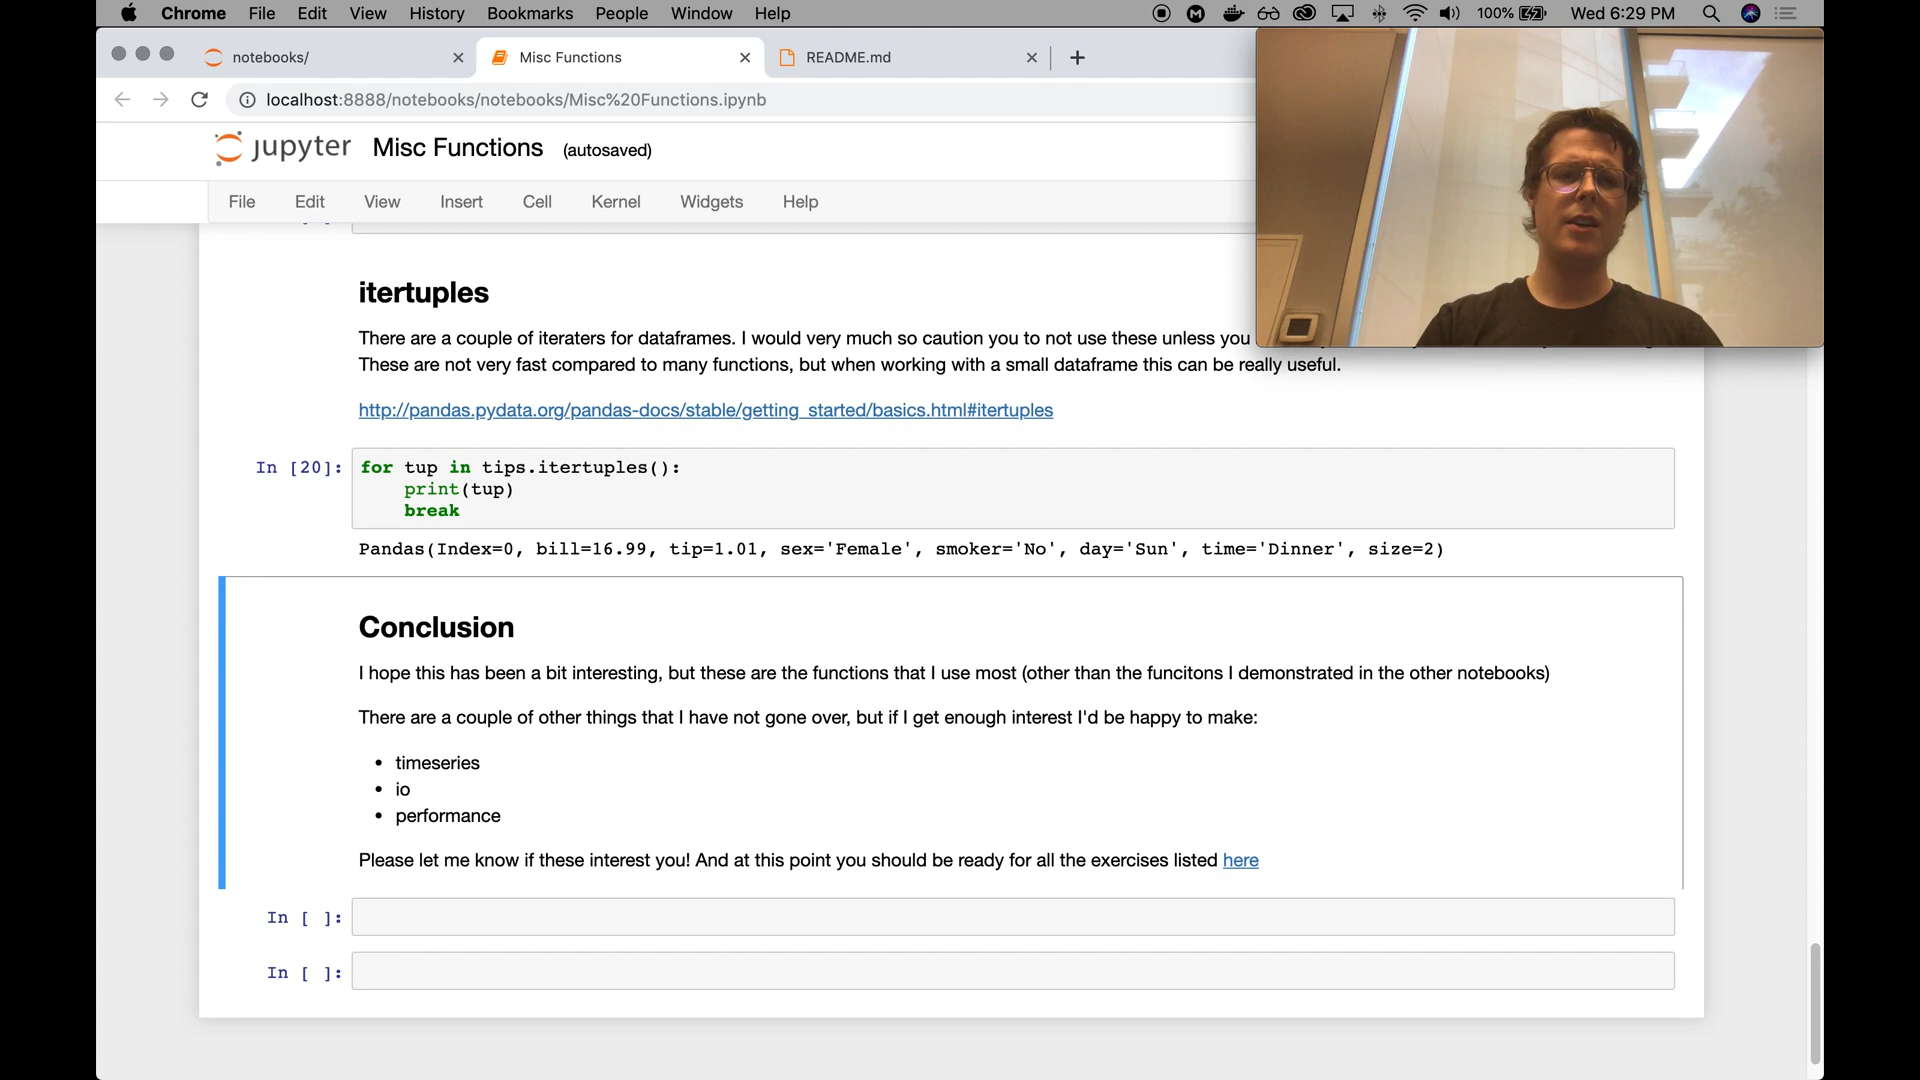 Chrome File Edit View History Bookmarks People Window Help 100% Wed 6:29 PM
notebooks/ Misc Functions README.md
localhost:8888/notebooks/notebooks/Misc%20Functions.ipynb
jupyter Misc Functions (autosaved)
File Edit View Insert Cell Kernel Widgets Help
itertuples
There are a couple of iteraters for dataframes. I would very much so caution you to not use these unless you
These are not very fast compared to many functions, but when working with a small dataframe this can be really useful.
http://pandas.pydata.org/pandas-docs/stable/getting_started/basics.html#itertuples
In [20]: for tup in tips.itertuples():
print(tup)
break
Pandas(Index=0, bill=16.99, tip=1.01, sex='Female', smoker='No', day='Sun', time='Dinner', size=2)
Conclusion
I hope this has been a bit interesting, but these are the functions that I use most (other than the funcitons I demonstrated in the other notebooks)
There are a couple of other things that I have not gone over, but if I get enough interest I'd be happy to make:
• timeseries
• io
• performance
Please let me know if these interest you! And at this point you should be ready for all the exercises listed here
In [ ]:
In [ ]: